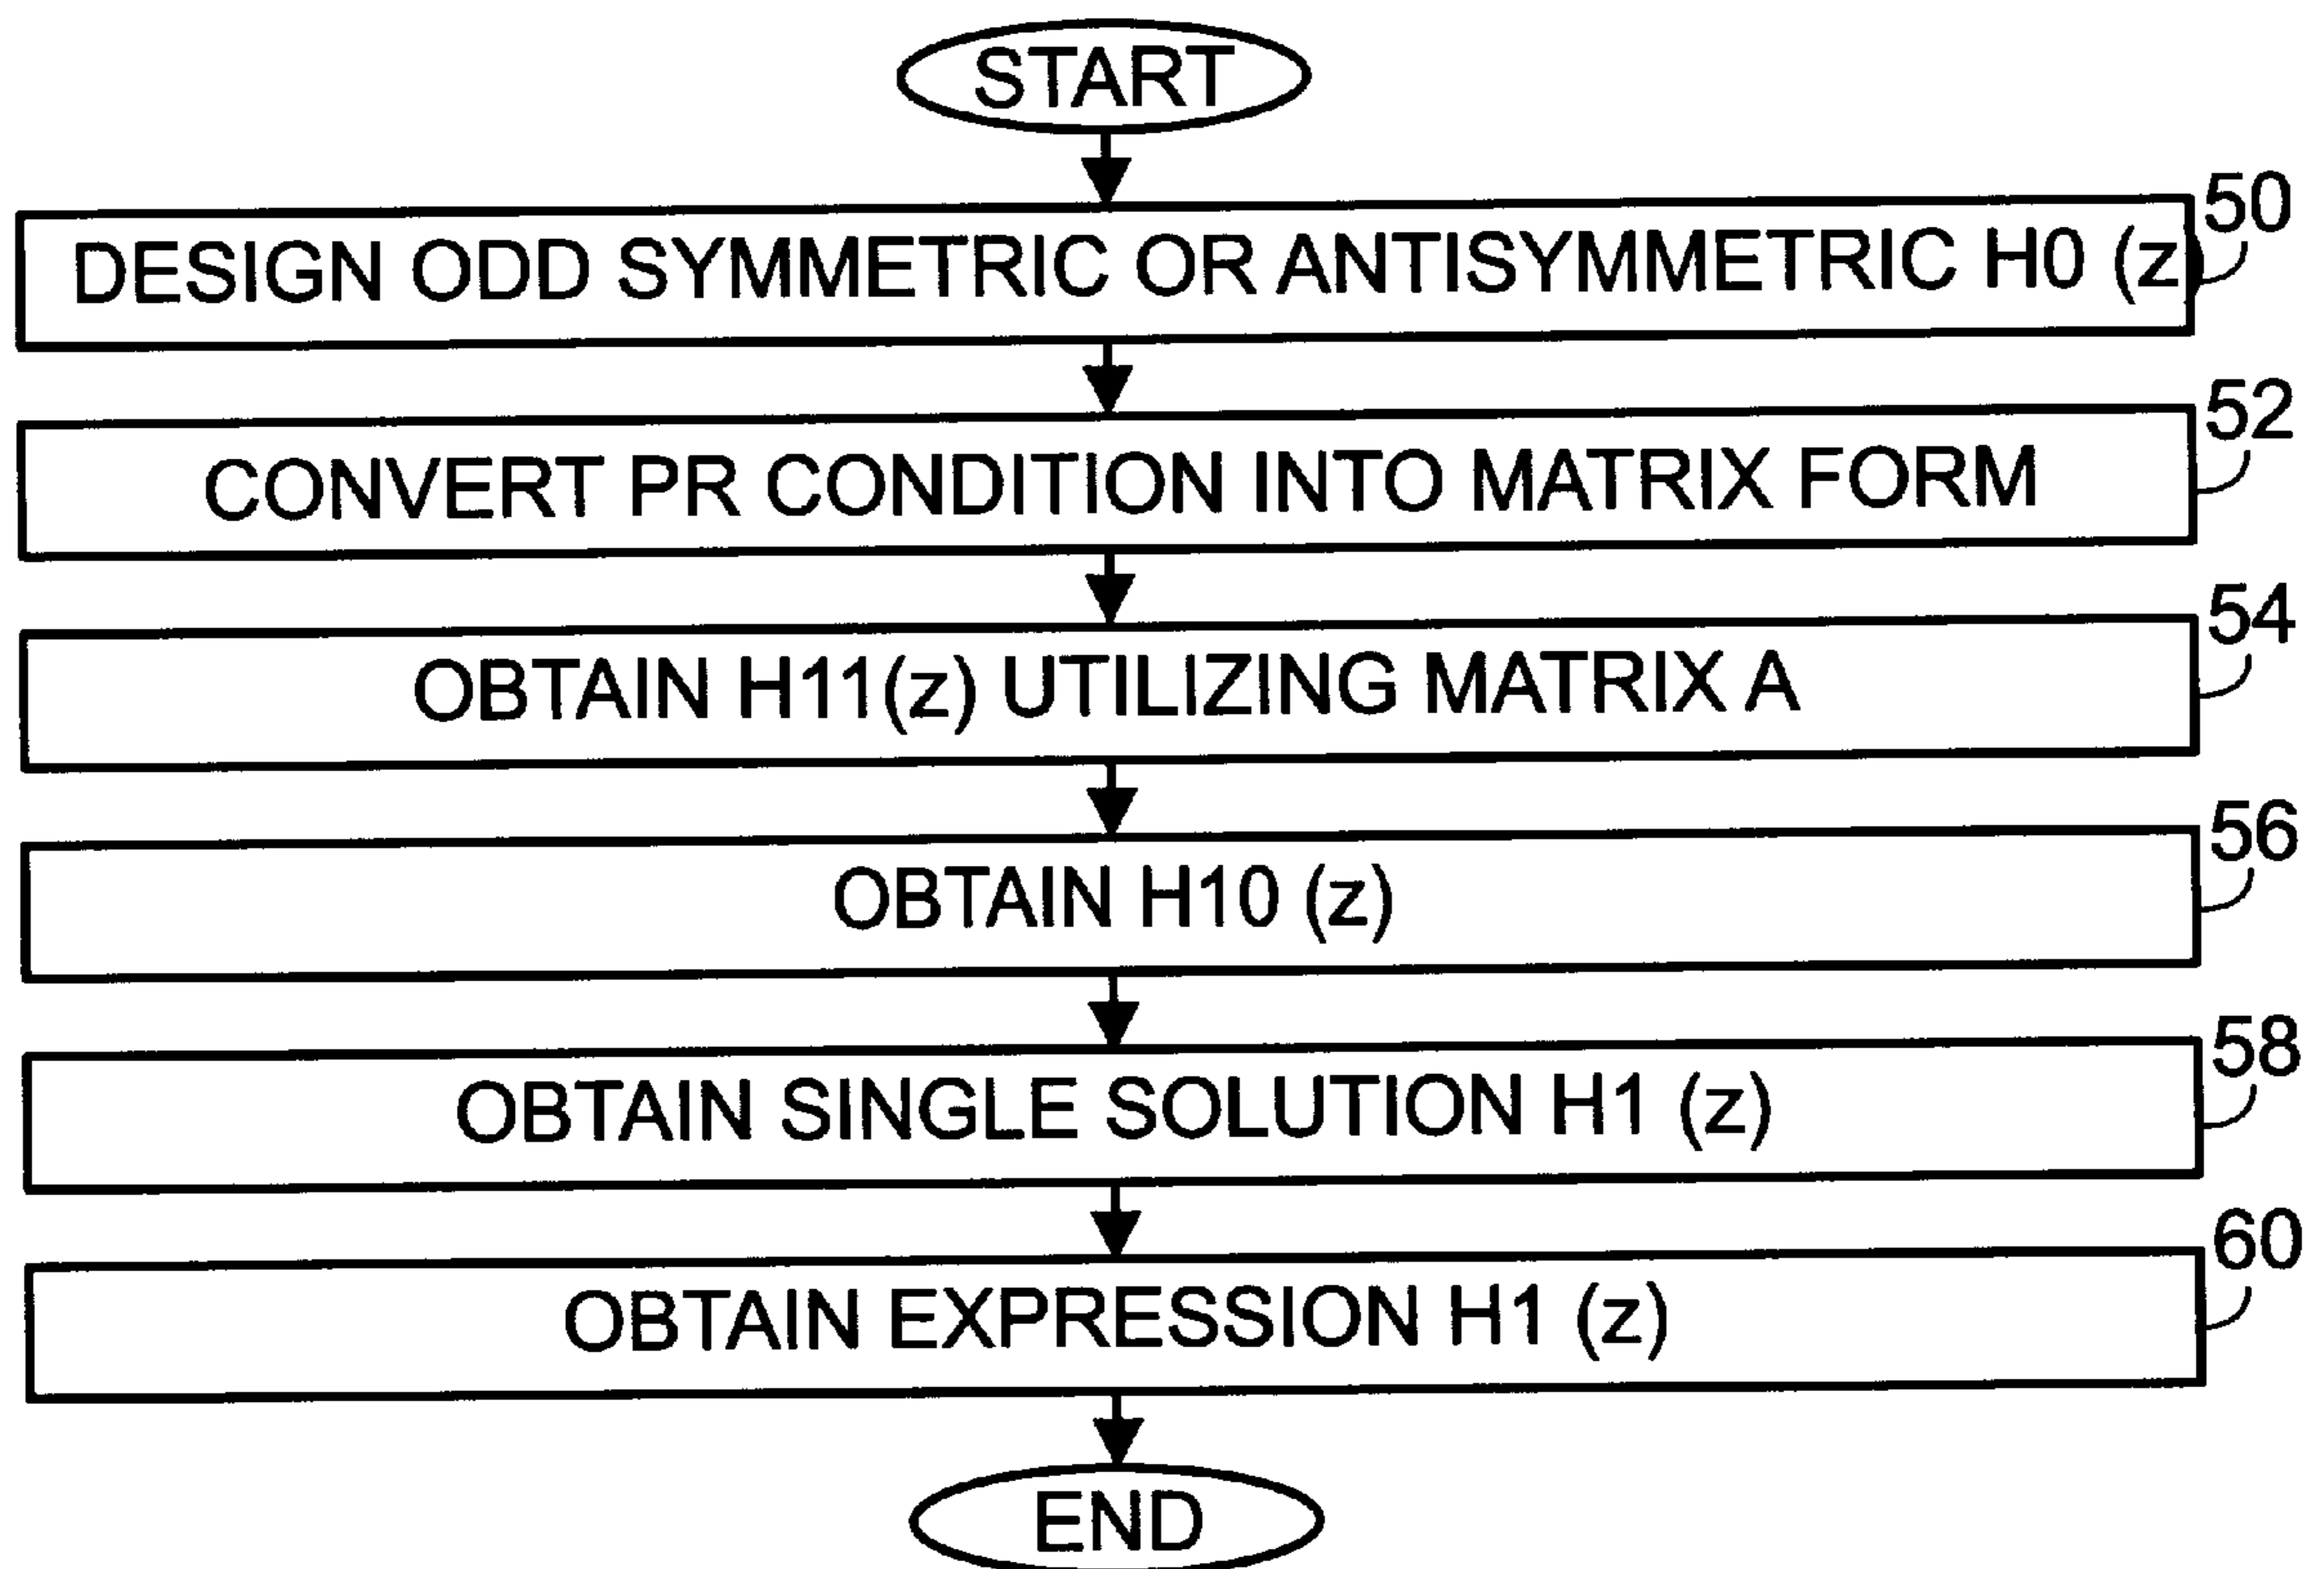 START
50
DESIGN ODD SYMMETRIC OR ANTISYMMETRIC H0 (z)
52
CONVERT PR CONDITION INTO MATRIX FORM
54
OBTAIN H11(z) UTILIZING MATRIX A
56
OBTAIN H10 (z)
58
OBTAIN SINGLE SOLUTION H1 (z)
60
OBTAIN EXPRESSION H1 (z)
END